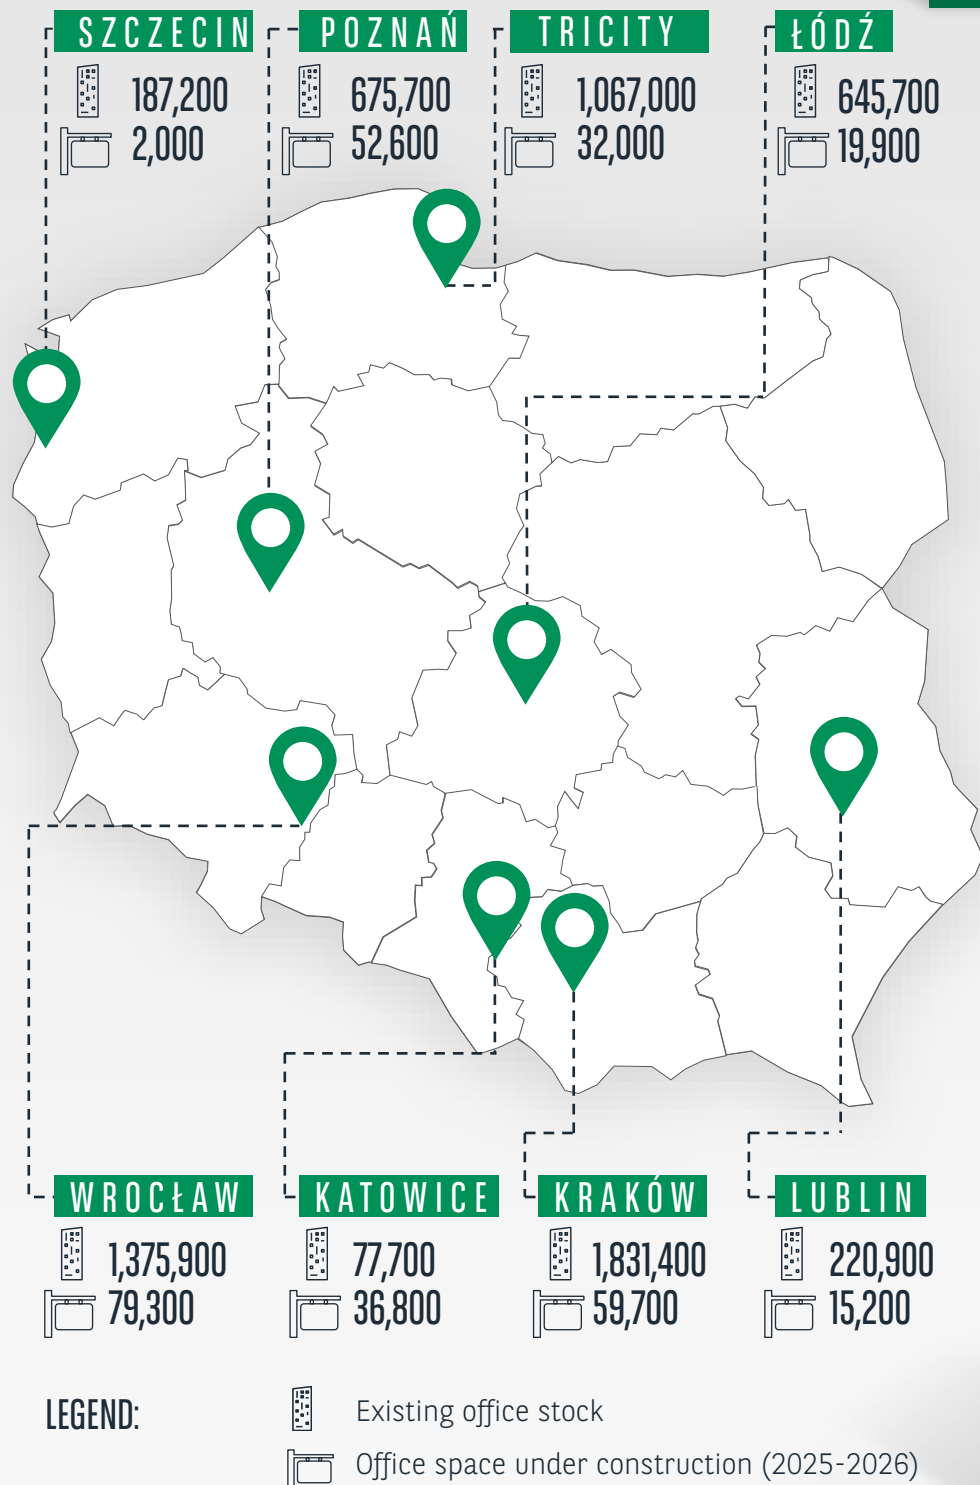 SZCZECIN
187,200
2,000
POZNAŃ
675,700
52,600
TRICITY
1,067,000
32,000
ŁÓDŹ
645,700
19,900
WROCŁAW
1,375,900
79,300
KATOWICE
77,700
36,800
KRAKÓW
1,831,400
59,700
LUBLIN
220,900
15,200
LEGEND:
Existing office stock
Office space under construction (2025-2026)